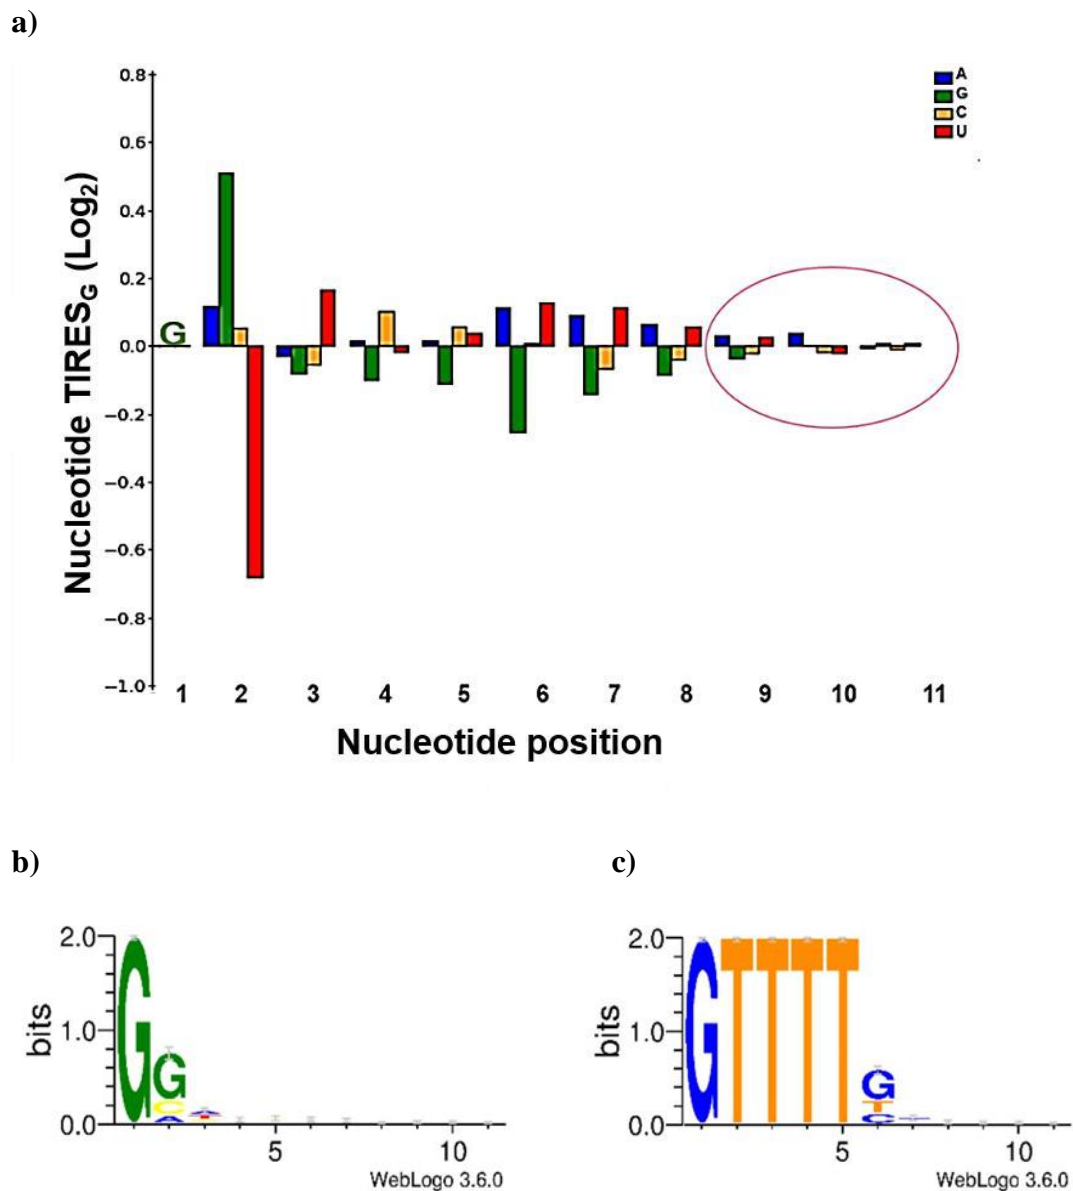 a)
0.8
A
G
C
U
0.6
0.4
0.2
0.0
G
−0.2
−0.4
−0.6
−0.8
−1.0
Nucleotide TIRES_G (Log₂)
1 2 3 4 5 6 7 8 9 10 11
Nucleotide position
b)
2.0
1.0
0.0
bits
G
G
C
A
5 10
WebLogo 3.6.0
c)
2.0
1.0
0.0
bits
G T T T T
G
T
C
5 10
WebLogo 3.6.0